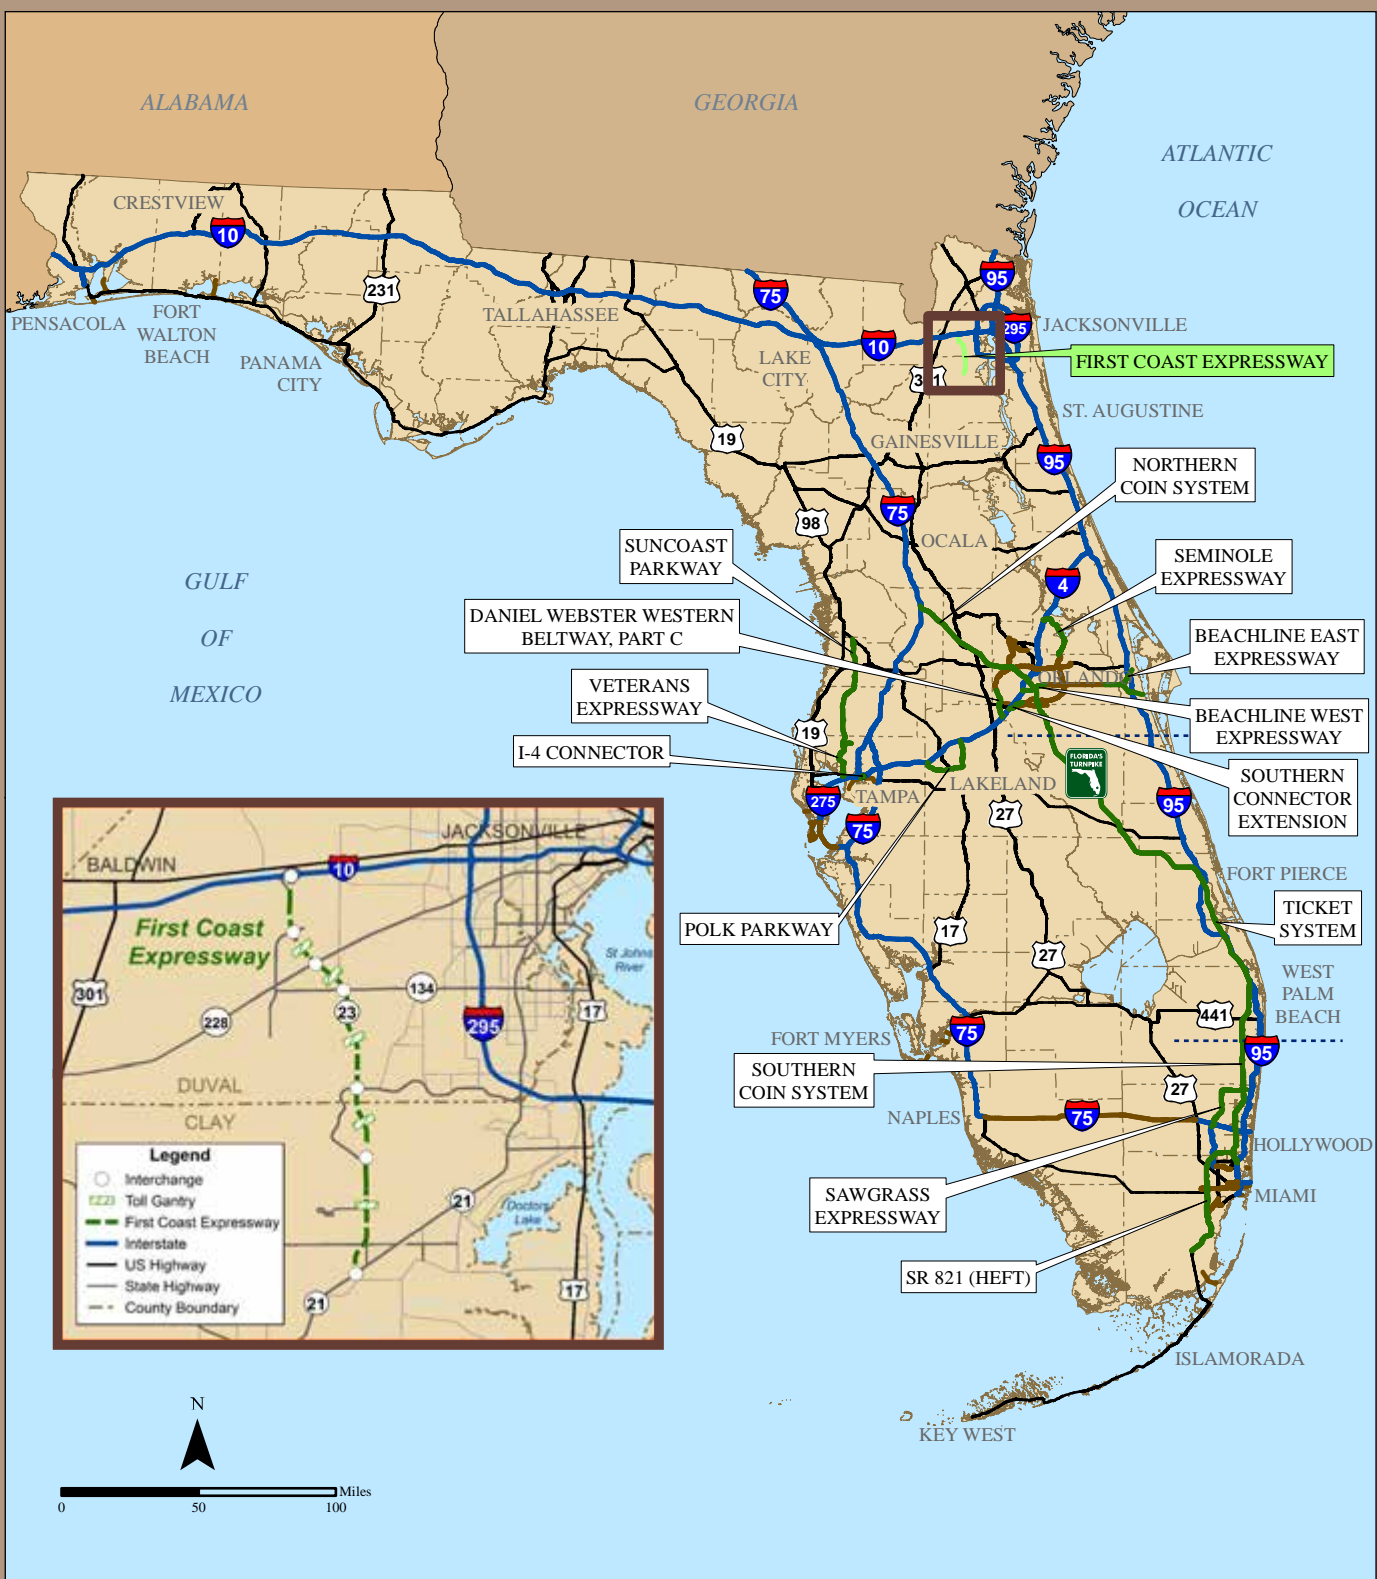 ALABAMA
GEORGIA
ATLANTIC
OCEAN
CRESTVIEW
10
231
75
95
PENSACOLA
FORT
WALTON
BEACH
PANAMA
CITY
TALLAHASSEE
LAKE
CITY
10
295
JACKSONVILLE
FIRST COAST EXPRESSWAY
ST. AUGUSTINE
19
GAINESVILLE
95
NORTHERN
COIN SYSTEM
98
75
OCALA
SUNCOAST
PARKWAY
SEMINOLE
EXPRESSWAY
4
GULF
OF
MEXICO
DANIEL WEBSTER WESTERN
BELTWAY, PART C
BEACHLINE EAST
EXPRESSWAY
VETERANS
EXPRESSWAY
ORLANDO
BEACHLINE WEST
EXPRESSWAY
19
I-4 CONNECTOR
FLORIDA'S
TURNPIKE
SOUTHERN
CONNECTOR
EXTENSION
275
TAMPA
LAKELAND
95
27
75
FORT PIERCE
POLK PARKWAY
17
27
TICKET
SYSTEM
WEST
PALM
BEACH
441
FORT MYERS
75
95
SOUTHERN
COIN SYSTEM
27
NAPLES
75
HOLLYWOOD
SAWGRASS
EXPRESSWAY
MIAMI
SR 821 (HEFT)
ISLAMORADA
KEY WEST
JACKSONVILLE
BALDWIN
10
First Coast
Expressway
St Johns
River
301
134
228
23
295
17
DUVAL
CLAY
Legend
Interchange
Toll Gantry
First Coast Expressway
Interstate
US Highway
State Highway
County Boundary
21
Doctors
Lake
21
17
N
Miles
0 50 100